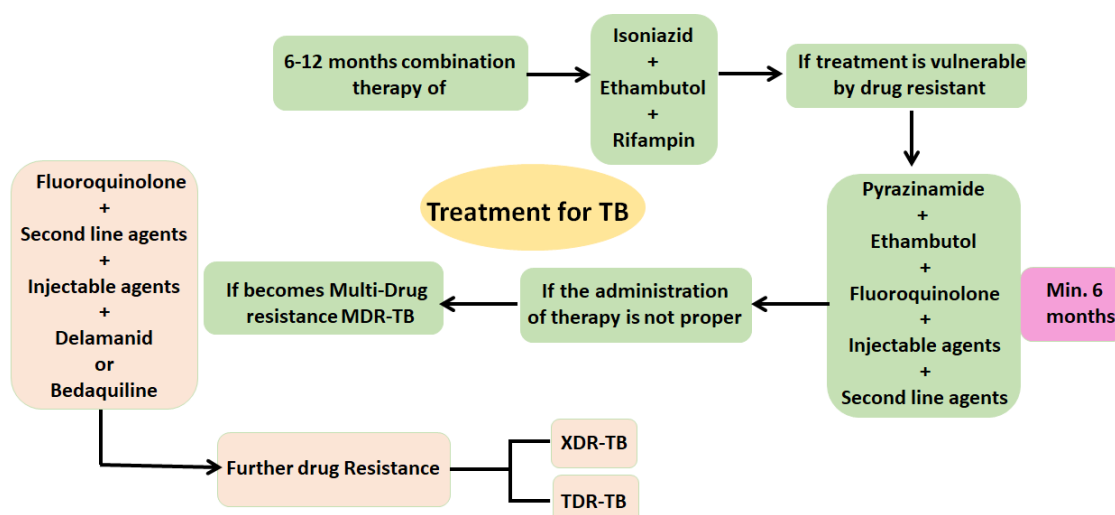 6-12 months combination
therapy of
Isoniazid
+
Ethambutol
+
Rifampin
If treatment is vulnerable
by drug resistant
Pyrazinamide
+
Ethambutol
+
Fluoroquinolone
+
Injectable agents
+
Second line agents
Min. 6
months
Treatment for TB
If the administration
of therapy is not proper
If becomes Multi-Drug
resistance MDR-TB
Fluoroquinolone
+
Second line agents
+
Injectable agents
+
Delamanid
or
Bedaquiline
Further drug Resistance
XDR-TB
TDR-TB